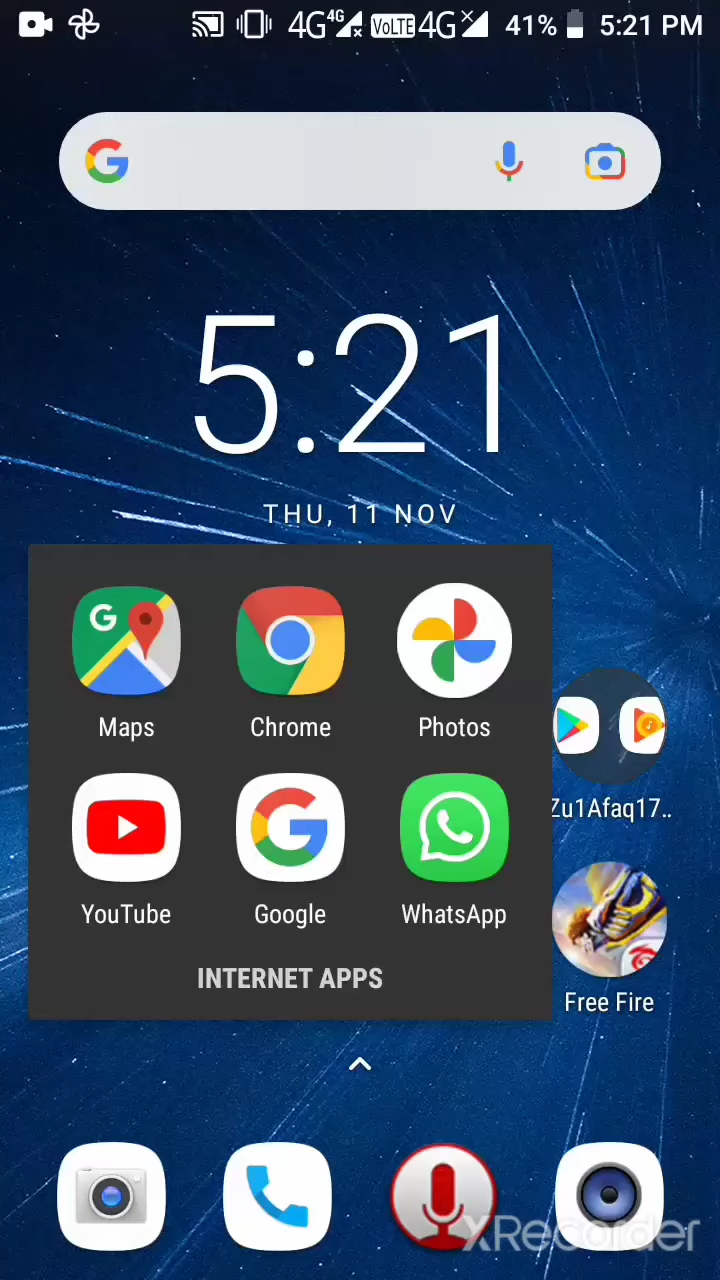 4G 4G VoLTE 4G 41% 5:21 PM
5:21
THU, 11 NOV
Maps Chrome Photos
YouTube Google WhatsApp
Zu1Afaq17..
INTERNET APPS
Free Fire
XRecorder